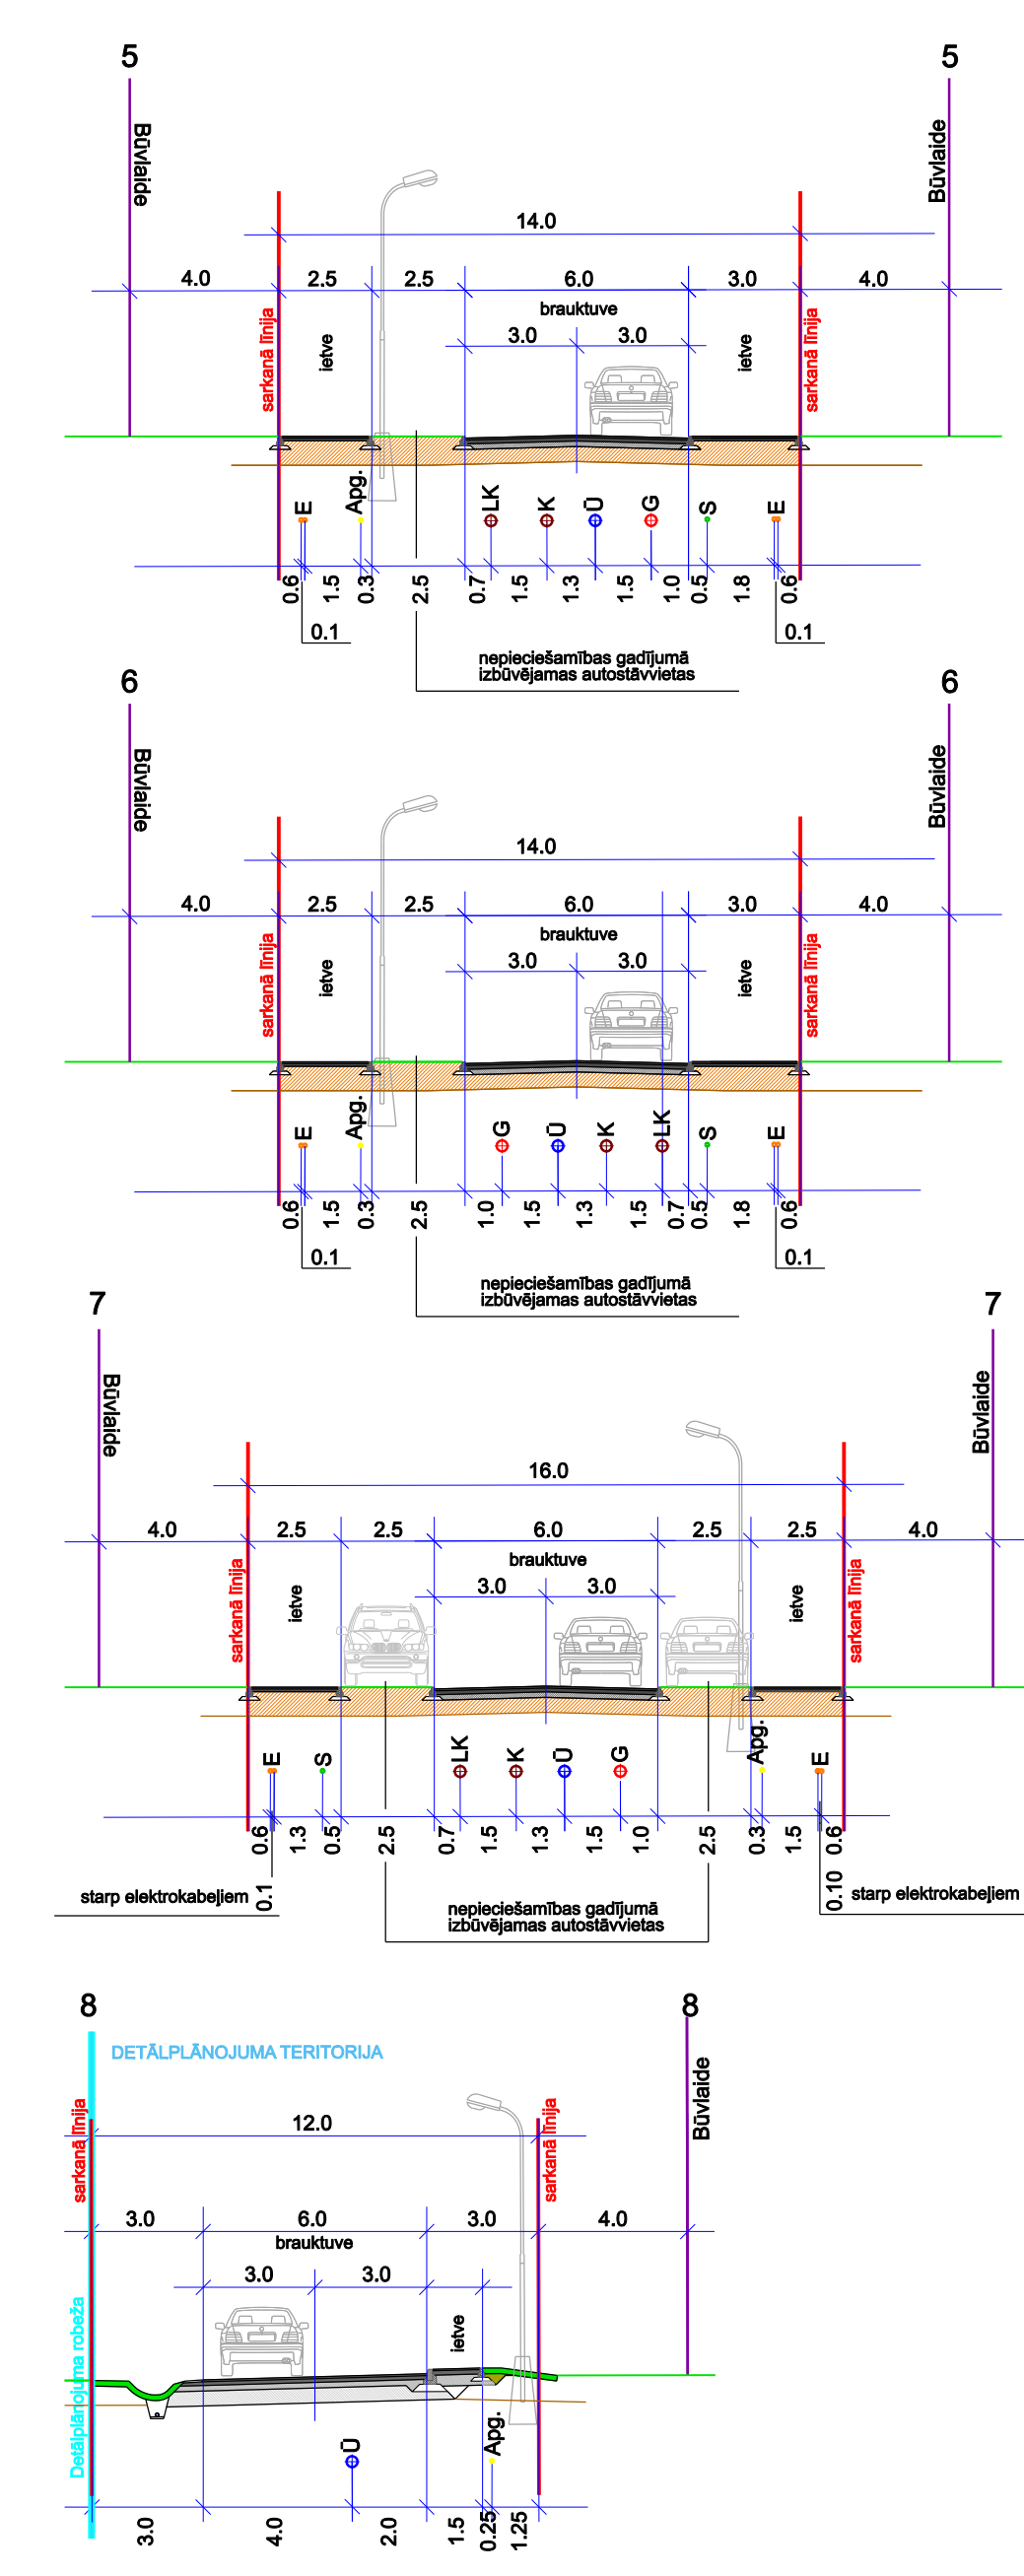 5 5
Būvlaide Būvlaide
14.0
4.0 2.5 2.5 6.0 3.0 4.0
brauktuve
3.0 3.0
sarkanā līnija ietve ietve sarkanā līnija
E Apg. LK K Ū G S E
0.6 1.5 0.3 2.5 0.7 1.5 1.3 1.5 1.0 0.5 1.8 0.6
0.1 0.1
nepieciešamības gadījumā
izbūvējamas autostāvvietas
6 6
Būvlaide Būvlaide
14.0
4.0 2.5 2.5 6.0 3.0 4.0
brauktuve
3.0 3.0
sarkanā līnija ietve ietve sarkanā līnija
E Apg. G Ū K LK S E
0.6 1.5 0.3 2.5 1.0 1.5 1.3 1.5 0.7 0.5 1.8 0.6
0.1 0.1
nepieciešamības gadījumā
izbūvējamas autostāvvietas
7 7
Būvlaide Būvlaide
16.0
4.0 2.5 2.5 6.0 2.5 2.5 4.0
brauktuve
3.0 3.0
sarkanā līnija ietve ietve sarkanā līnija
E S LK K Ū G Apg. E
0.6 1.3 0.5 2.5 0.7 1.5 1.3 1.5 1.0 2.5 0.3 1.5 0.6
starp elektrokabeļiem 0.1 0.10 starp elektrokabeļiem
nepieciešamības gadījumā
izbūvējamas autostāvvietas
8 8
DETĀLPLĀNOJUMA TERITORIJA
Būvlaide
sarkanā līnija sarkanā līnija
12.0
3.0 6.0 3.0 4.0
brauktuve
3.0 3.0
Detālplānojuma robeža ietve
Ū Apg.
3.0 4.0 2.0 1.5 0.25 1.25